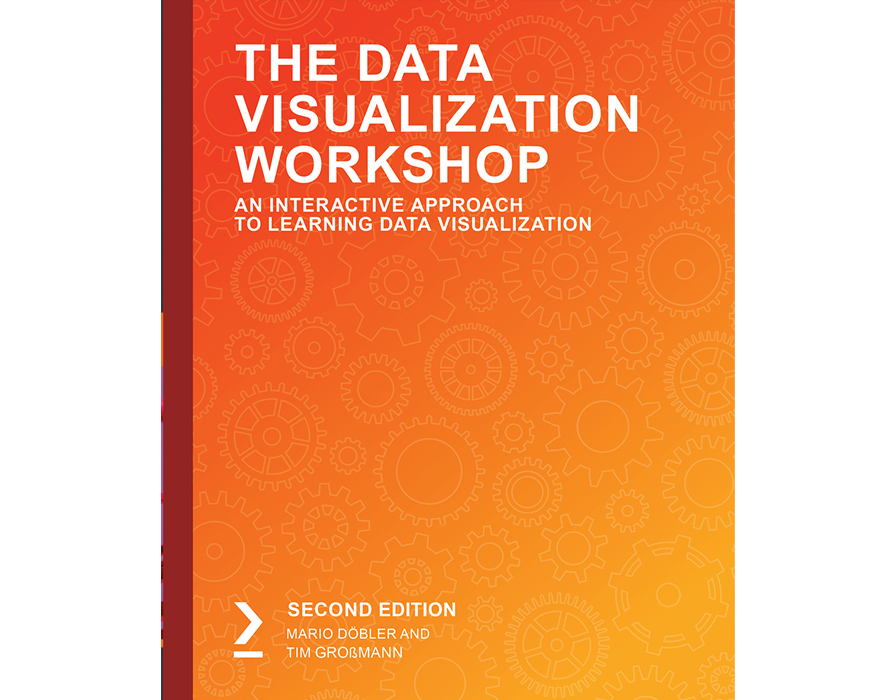 THE DATA
VISUALIZATION
WORKSHOP
AN INTERACTIVE APPROACH
TO LEARNING DATA VISUALIZATION
SECOND EDITION
MARIO DÖBLER AND
TIM GROßMANN